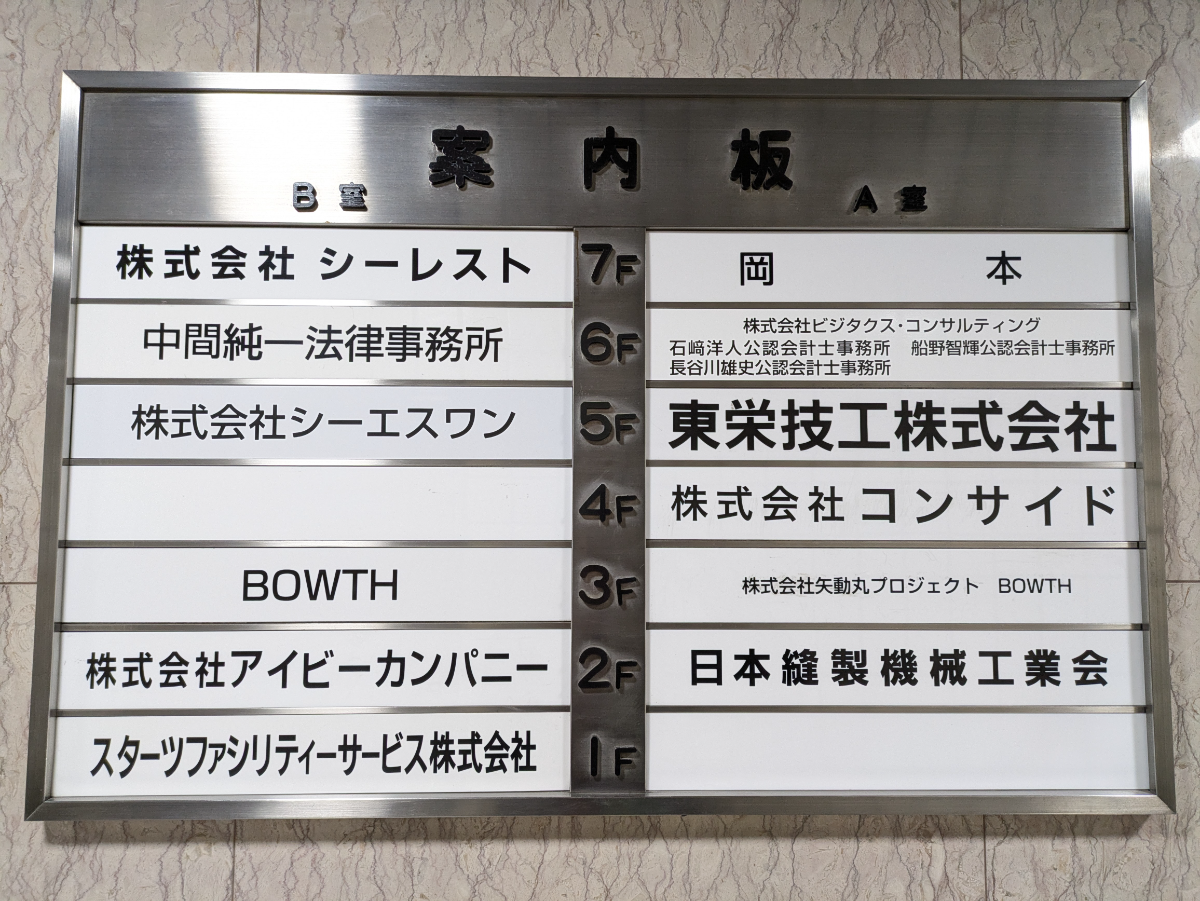 案内板
B室 A室
株式会社 シーレスト 7F 岡 本
中間純一法律事務所 6F 株式会社ビジタクス・コンサルティング
石﨑洋人公認会計士事務所 船野智輝公認会計士事務所
長谷川雄史公認会計士事務所
株式会社シーエスワン 5F 東栄技工株式会社
4F 株式会社 コンサイド
BOWTH 3F 株式会社矢動丸プロジェクト BOWTH
株式会社アイビーカンパニー 2F 日本縫製機械工業会
スターツファシリティーサービス株式会社 1F